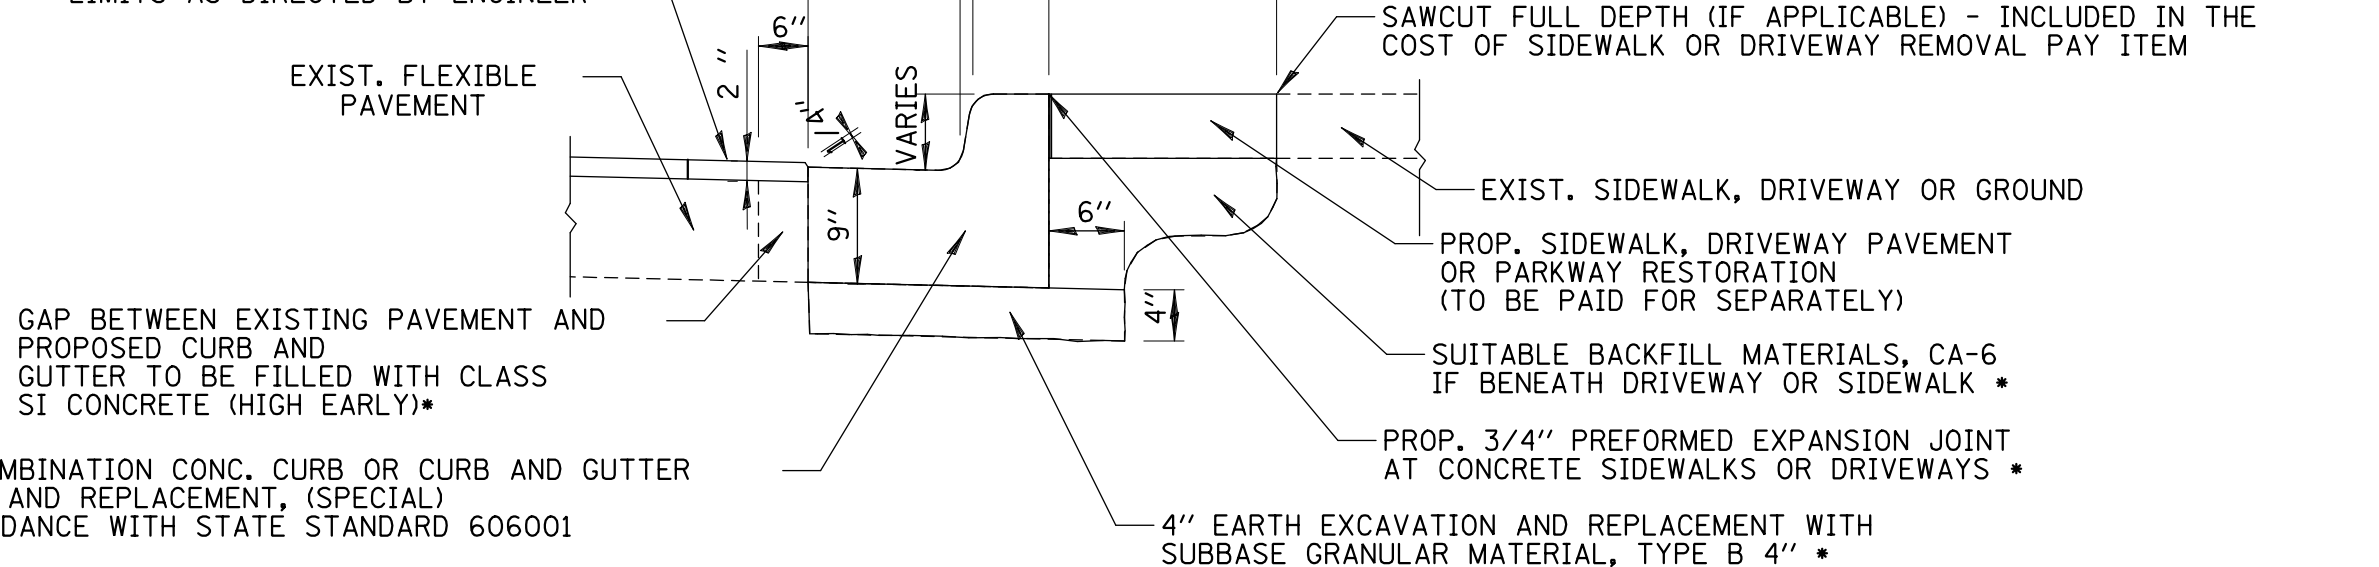 LIMITS AS DIRECTED BY ENGINEER
6"
SAWCUT FULL DEPTH (IF APPLICABLE) - INCLUDED IN THE
COST OF SIDEWALK OR DRIVEWAY REMOVAL PAY ITEM
EXIST. FLEXIBLE
PAVEMENT
2 "
1/4"
VARIES
EXIST. SIDEWALK, DRIVEWAY OR GROUND
9"
6"
PROP. SIDEWALK, DRIVEWAY PAVEMENT
OR PARKWAY RESTORATION
(TO BE PAID FOR SEPARATELY)
4"
GAP BETWEEN EXISTING PAVEMENT AND
PROPOSED CURB AND
GUTTER TO BE FILLED WITH CLASS
SI CONCRETE (HIGH EARLY)*
SUITABLE BACKFILL MATERIALS, CA-6
IF BENEATH DRIVEWAY OR SIDEWALK *
PROP. 3/4" PREFORMED EXPANSION JOINT
AT CONCRETE SIDEWALKS OR DRIVEWAYS *
MBINATION CONC. CURB OR CURB AND GUTTER
AND REPLACEMENT, (SPECIAL)
DANCE WITH STATE STANDARD 606001
4" EARTH EXCAVATION AND REPLACEMENT WITH
SUBBASE GRANULAR MATERIAL, TYPE B 4" *